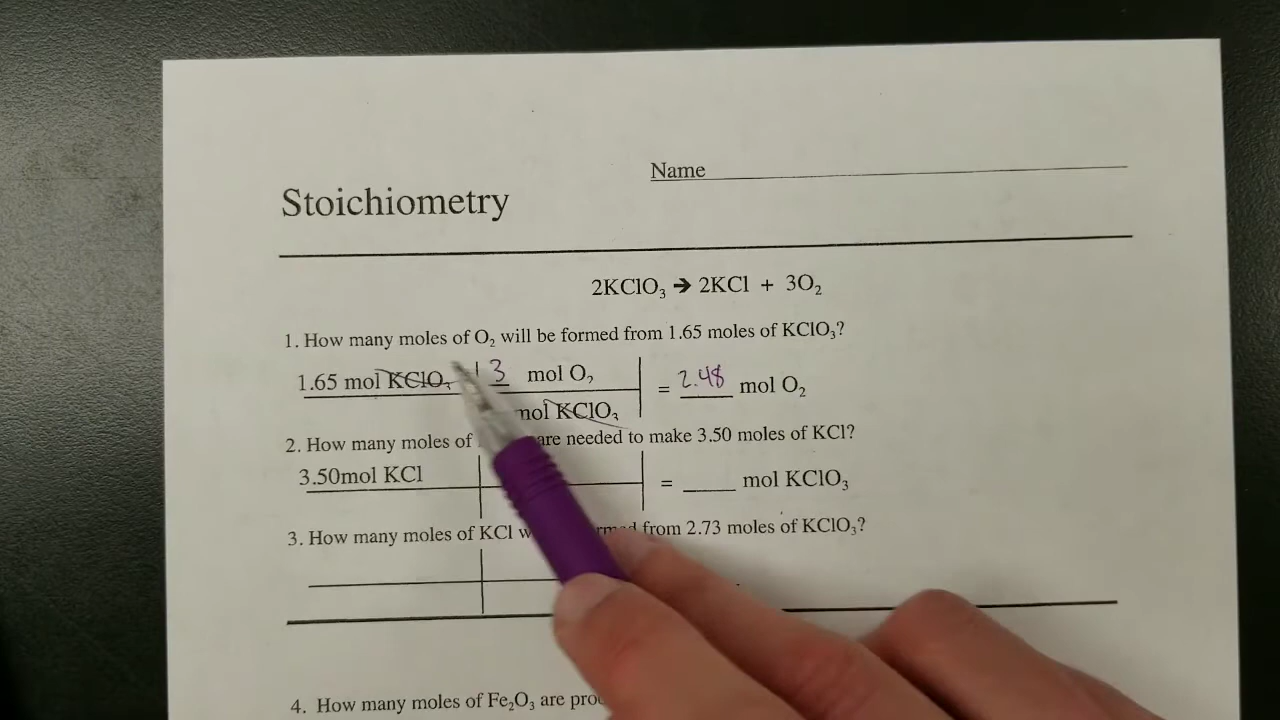 Name
Stoichiometry
2KClO₃ ➔ 2KCl + 3O₂
1. How many moles of O₂ will be formed from 1.65 moles of KClO₃?
1.65 mol KClO₃ 3 mol O₂ = 2.48 mol O₂
mol KClO₃
2. How many moles of are needed to make 3.50 moles of KCl?
3.50mol KCl = mol KClO₃
3. How many moles of KCl from 2.73 moles of KClO₃?
4. How many moles of Fe₂O₃ are